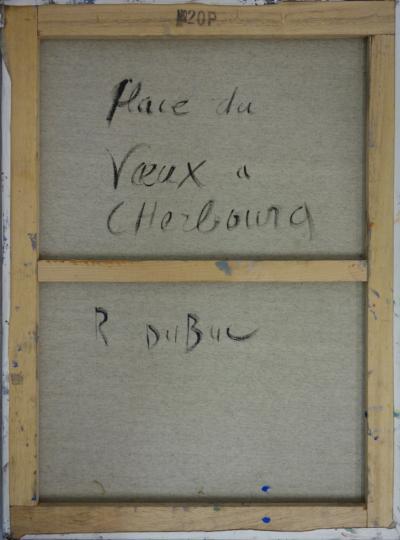 20P
Place du
Vœux a
CHerbourg
R DuBuc